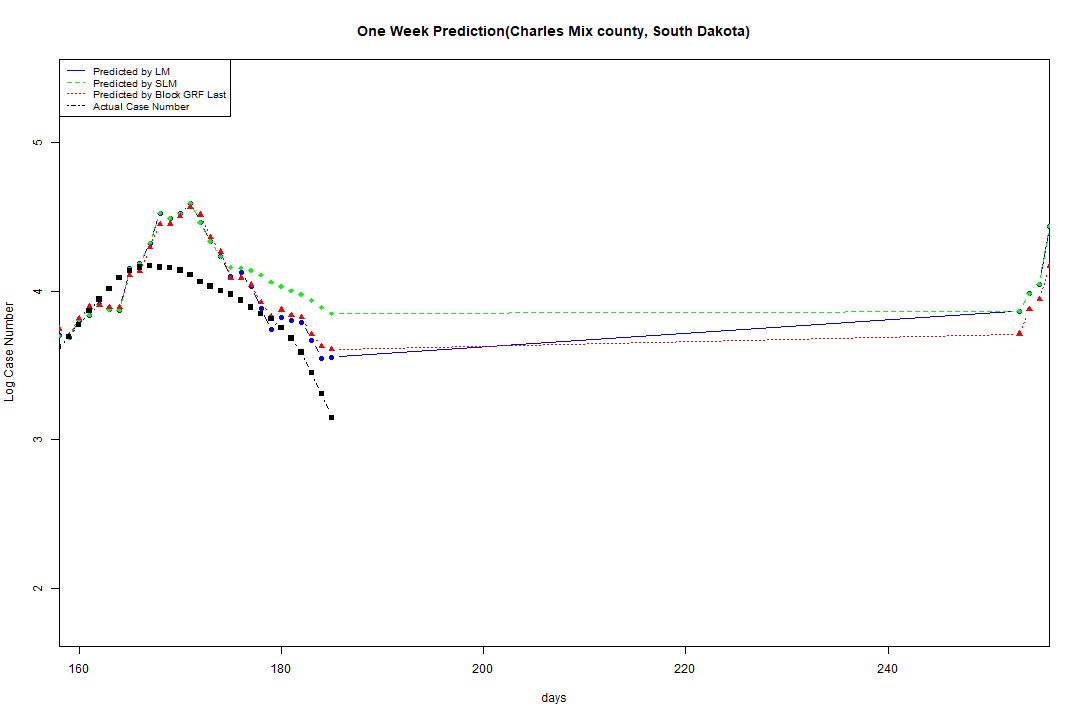 One Week Prediction(Charles Mix county, South Dakota)
Predicted by LM
Predicted by SLM
Predicted by Block GRF Last
Actual Case Number
5
4
3
2
Log Case Number
160 180 200 220 240
days